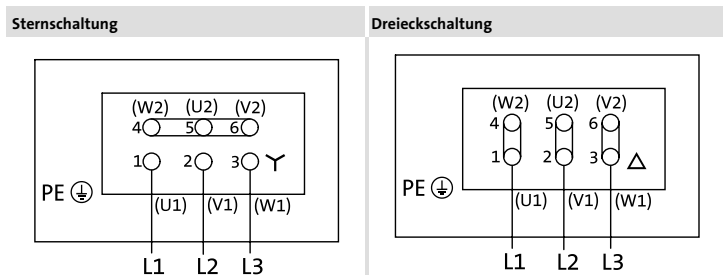 Sternschaltung
(W2) (U2) (V2)
4 5 6
1 2 3
PE
(U1) (V1) (W1)
L1 L2 L3
Dreieckschaltung
(W2) (U2) (V2)
4 5 6
1 2 3 Δ
PE
(U1) (V1) (W1)
L1 L2 L3